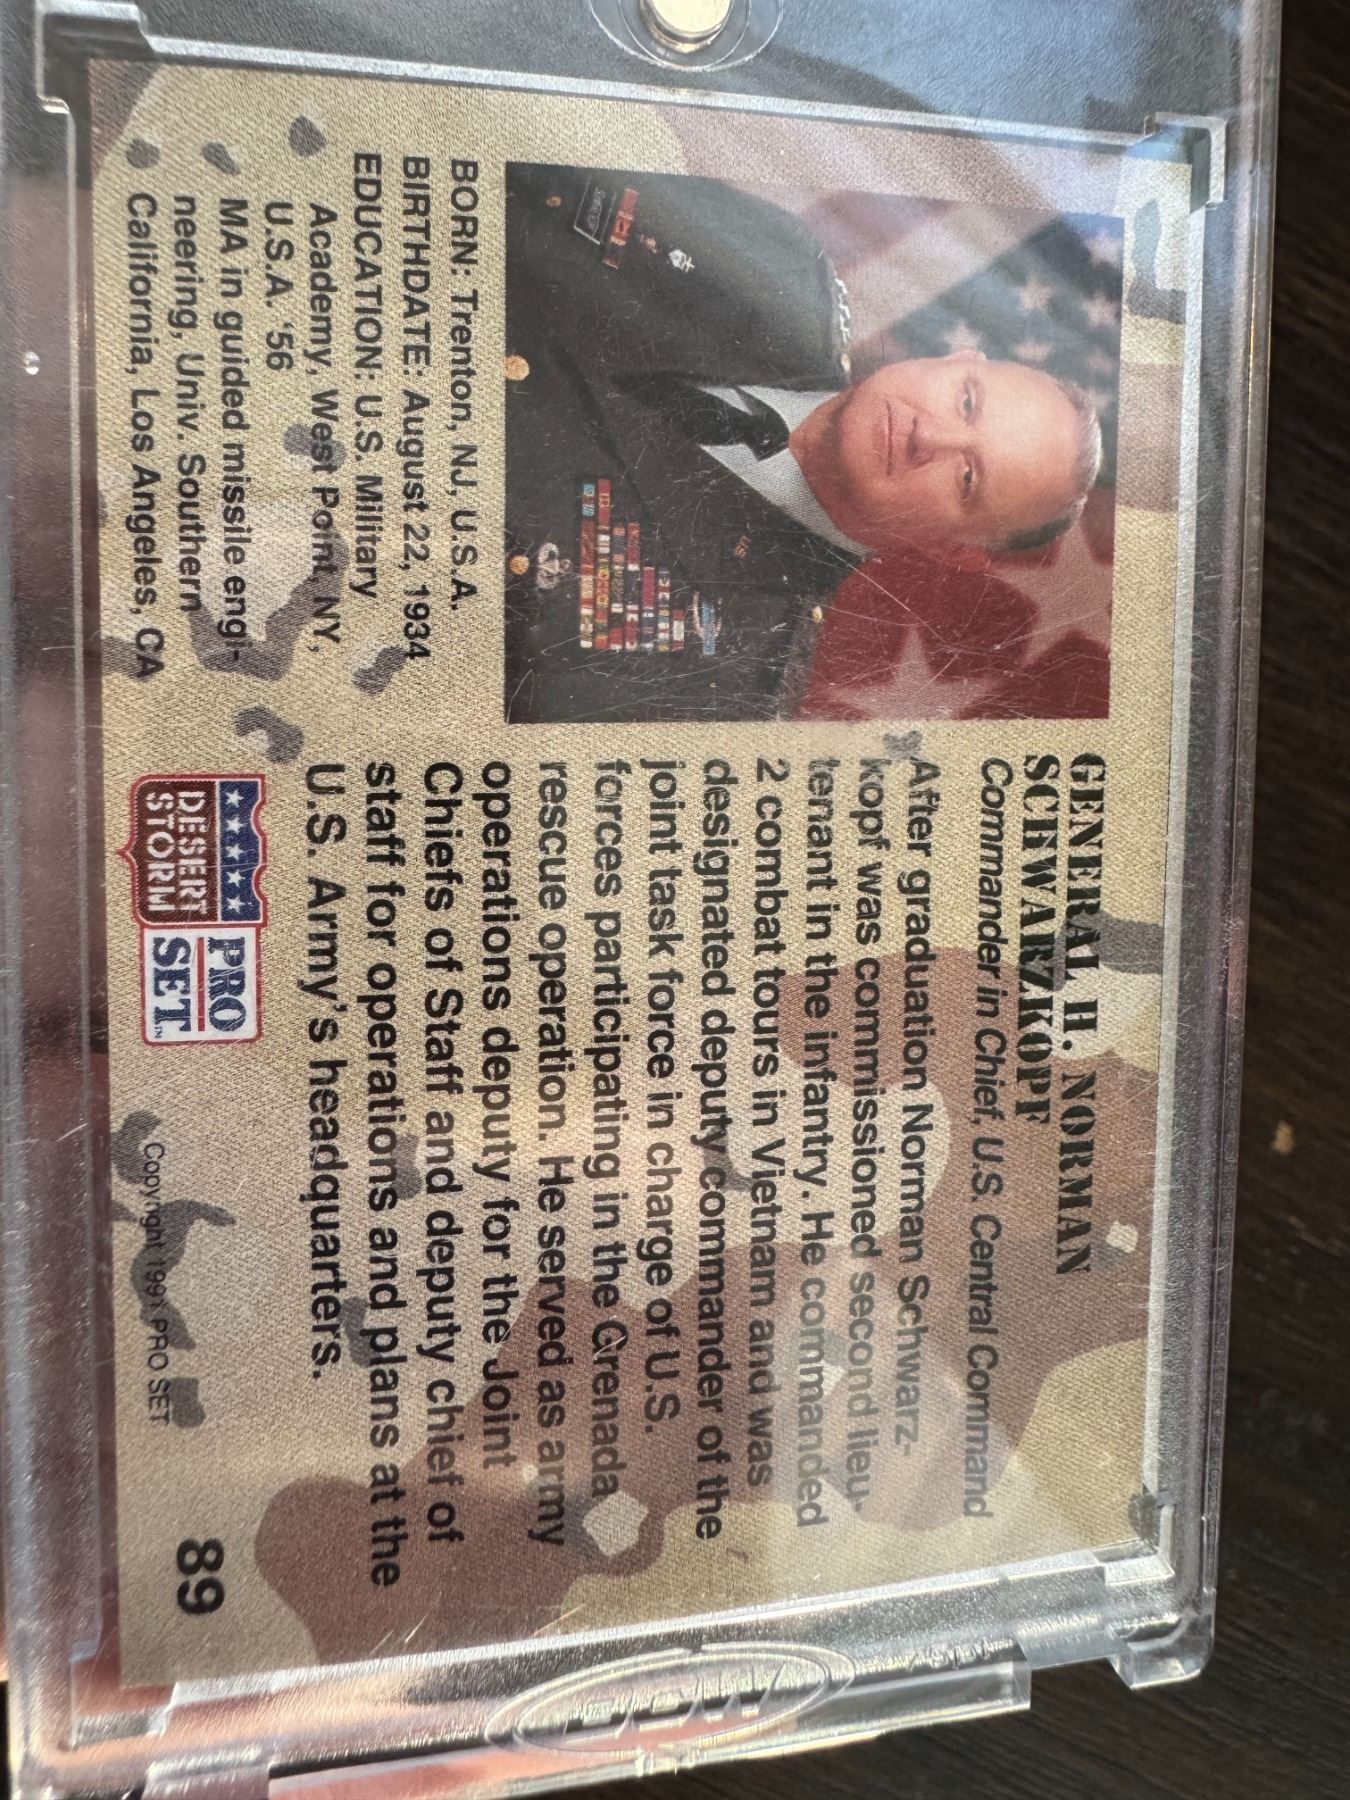 GENERAL H. NORMAN
SCHWARZKOPF
Commander in Chief, U.S. Central Command
After graduation Norman Schwarz-
kopf was commissioned second lieu-
tenant in the infantry. He commanded
2 combat tours in Vietnam and was
designated deputy commander of the
joint task force in charge of U.S.
forces participating in the Grenada
rescue operation. He served as army
operations deputy for the Joint
Chiefs of Staff and deputy chief of
staff for operations and plans at the
U.S. Army's headquarters.
BORN: Trenton, NJ, U.S.A.
BIRTHDATE: August 22, 1934
EDUCATION: U.S. Military
Academy, West Point, NY,
U.S.A. '56
MA in guided missile engi-
neering, Univ. Southern
California, Los Angeles, CA
DESERT
STORM
PRO
SET™
Copyright 1991 PRO SET
89
BCW